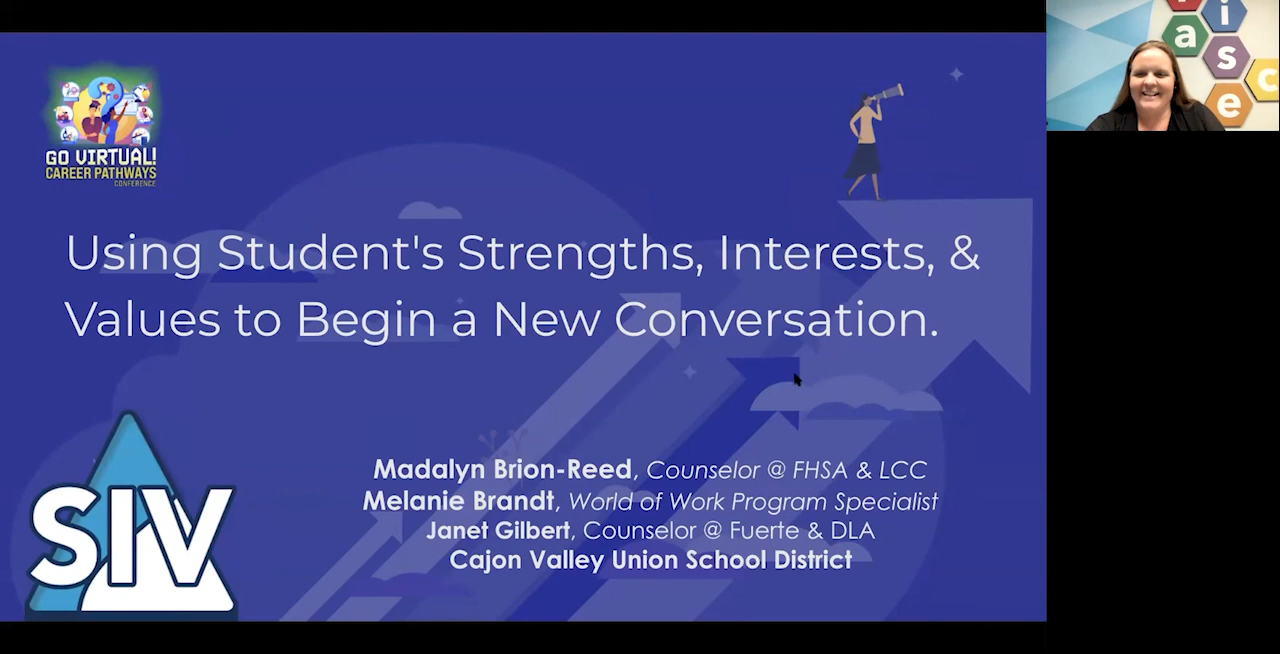 GO VIRTUAL!
CAREER PATHWAYS
CONFERENCE
Using Student's Strengths, Interests, &
Values to Begin a New Conversation.
SIV
Madalyn Brion-Reed, Counselor @ FHSA & LCC
Melanie Brandt, World of Work Program Specialist
Janet Gilbert, Counselor @ Fuerte & DLA
Cajon Valley Union School District
i
a
s
c
e